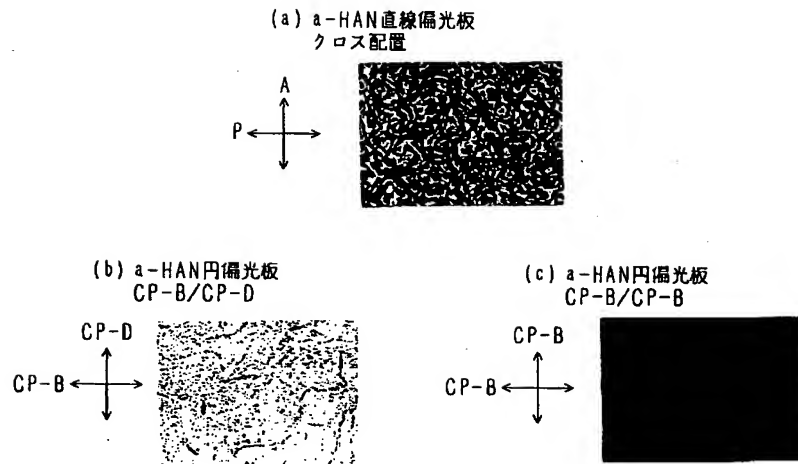 (a) a-HAN直線偏光板
クロス配置
A
P
(b) a-HAN円偏光板
CP-B/CP-D
CP-D
CP-B
(c) a-HAN円偏光板
CP-B/CP-B
CP-B
CP-B